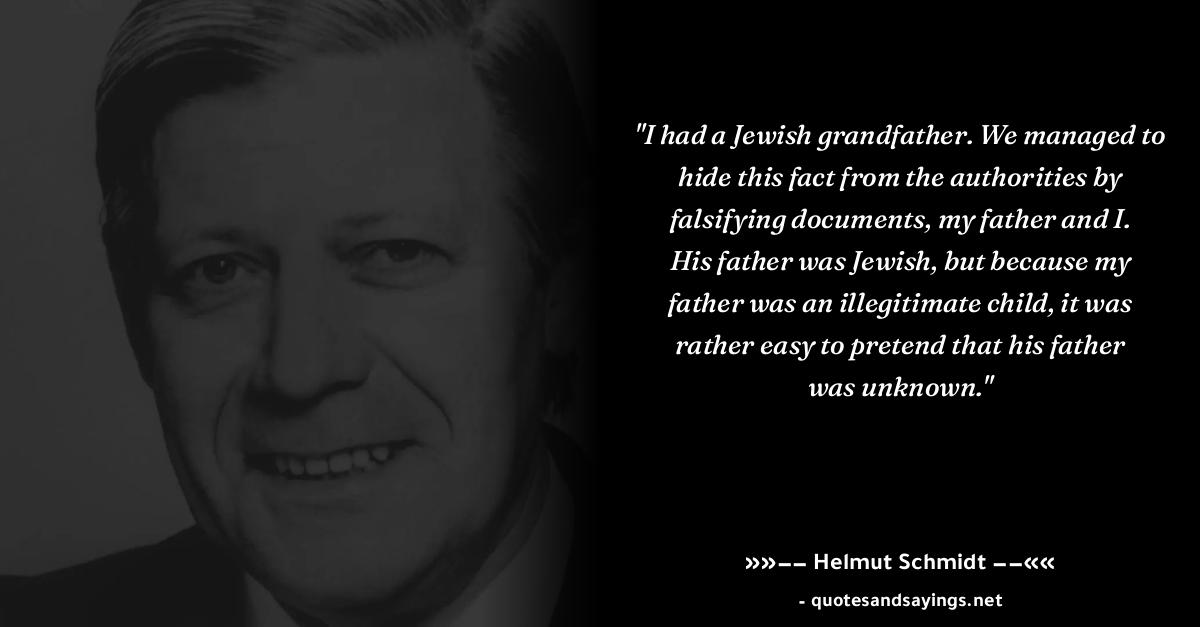 "I had a Jewish grandfather. We managed to
hide this fact from the authorities by
falsifying documents, my father and I.
His father was Jewish, but because my
father was an illegitimate child, it was
rather easy to pretend that his father
was unknown."
»»–– Helmut Schmidt ––««
- quotesandsayings.net